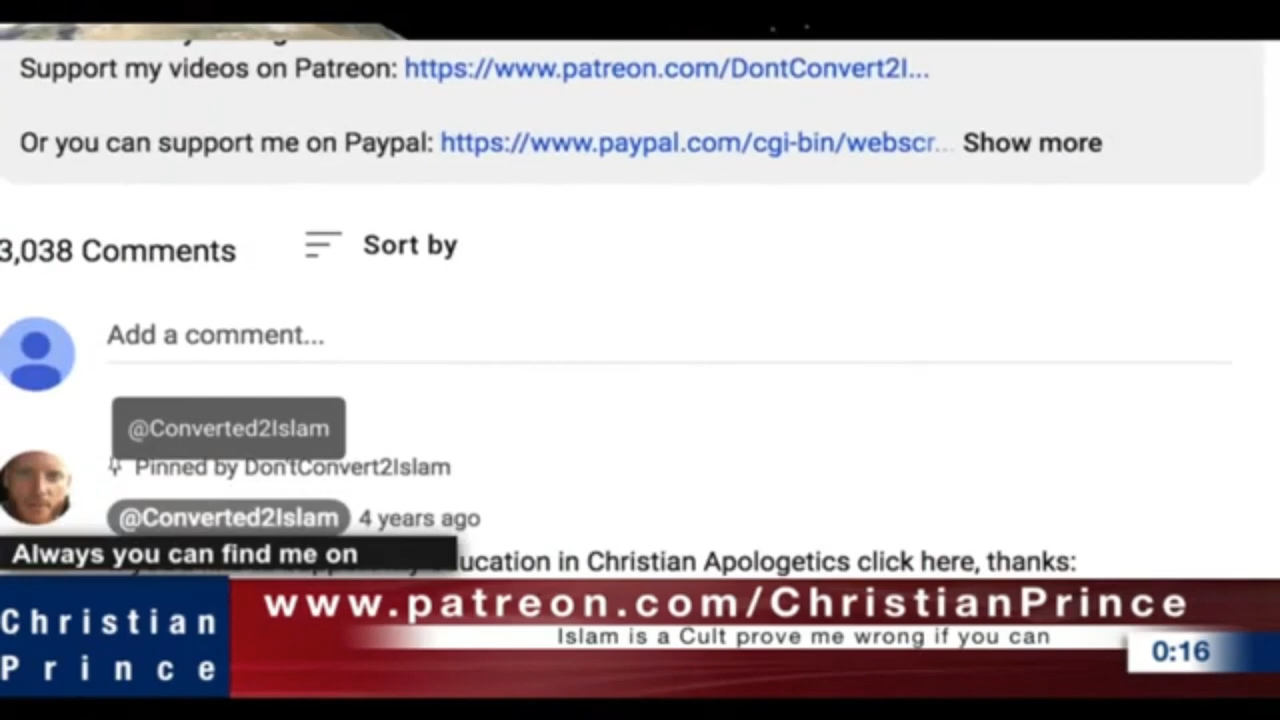 Support my videos on Patreon: https://www.patreon.com/DontConvert2I...
Or you can support me on Paypal: https://www.paypal.com/cgi-bin/webscr... Show more
3,038 Comments
Sort by
Add a comment...
@Converted2Islam
Pinned by Don'tConvert2Islam
@Converted2Islam 4 years ago
Always you can find me on
ucation in Christian Apologetics click here, thanks:
Christian
Prince
www.patreon.com/ChristianPrince
Islam is a Cult prove me wrong if you can
0:16